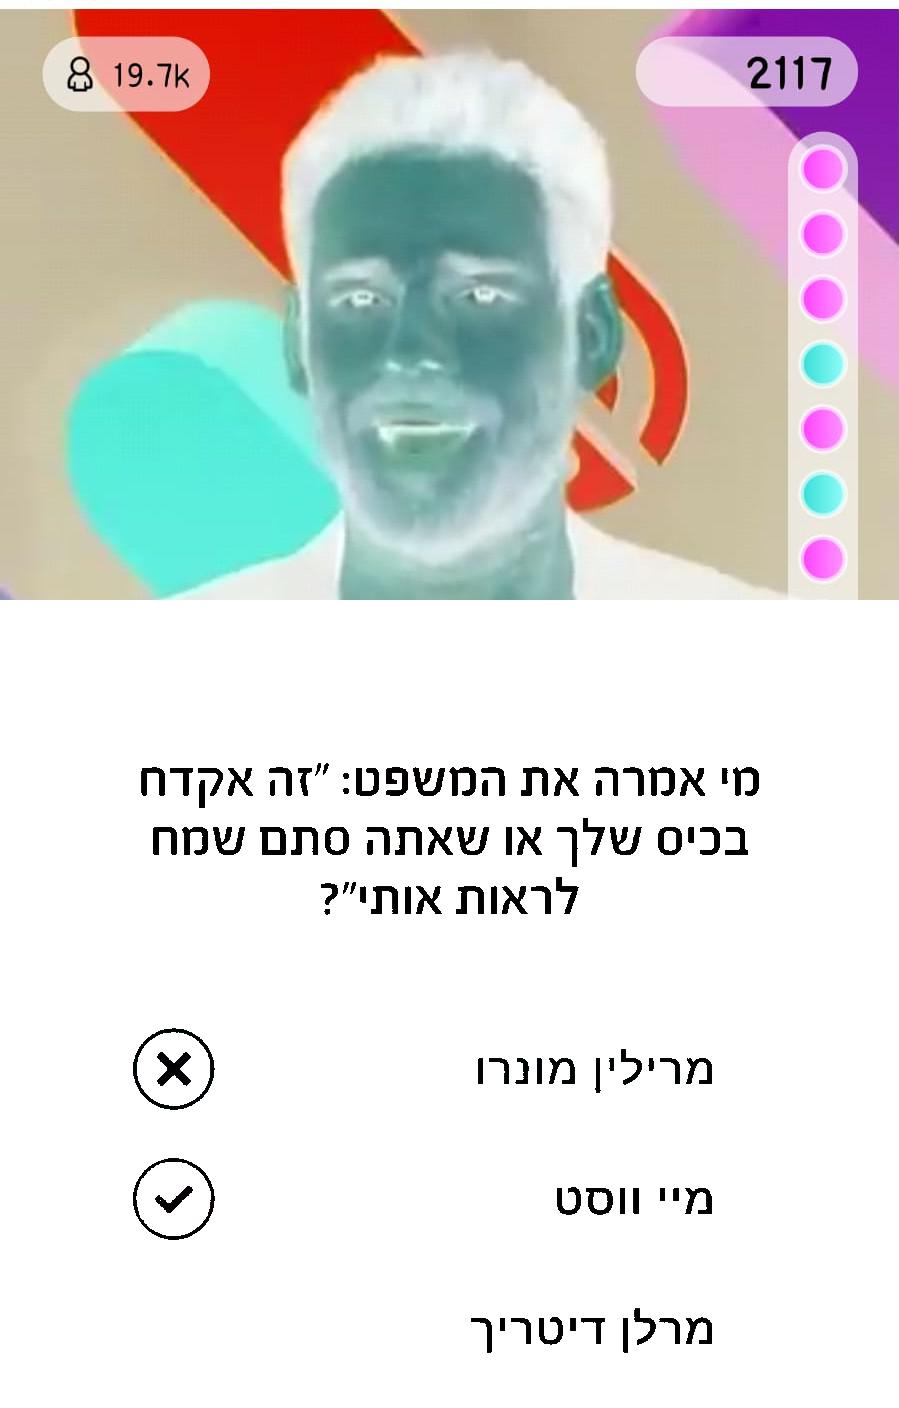 19.7k
2117
מי אמרה את המשפט: "זה אקדח
בכיס שלך או שאתה סתם שמח
לראות אותי"?
מרילין מונרו
מיי ווסט
מרלן דיטריך